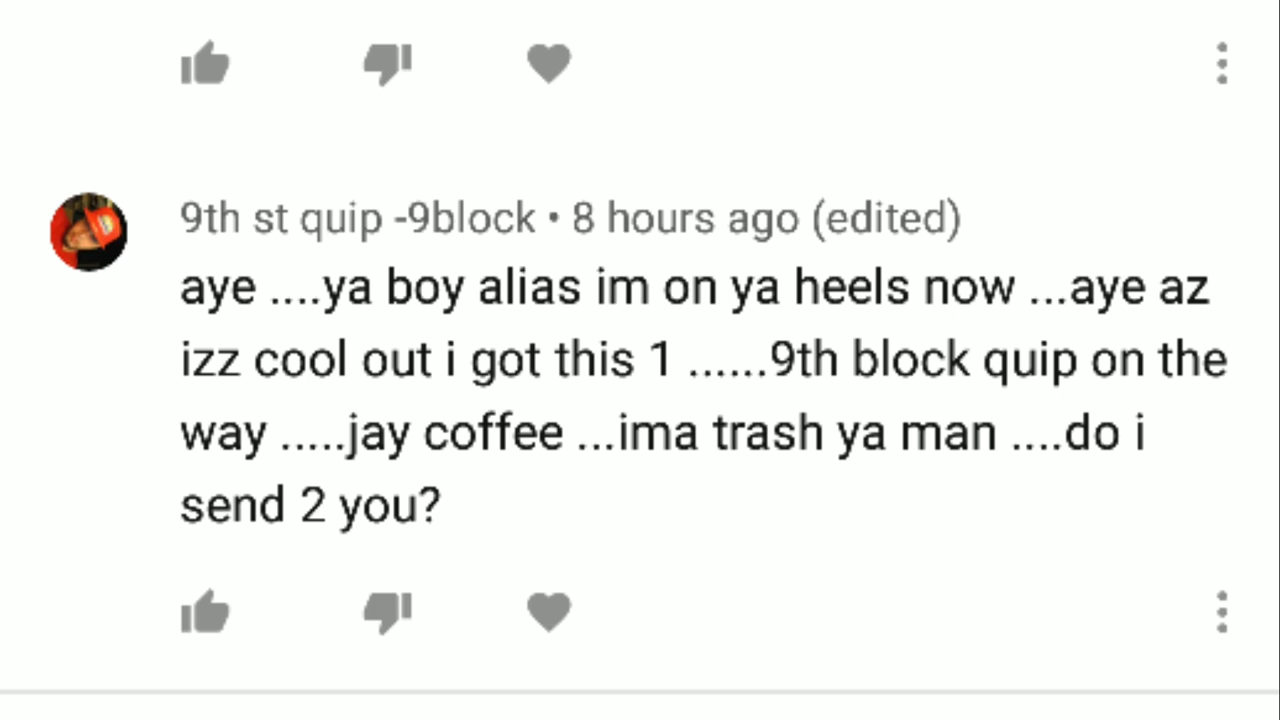 9th st quip -9block • 8 hours ago (edited)
aye ....ya boy alias im on ya heels now ...aye az
izz cool out i got this 1 ......9th block quip on the
way .....jay coffee ...ima trash ya man ....do i
send 2 you?